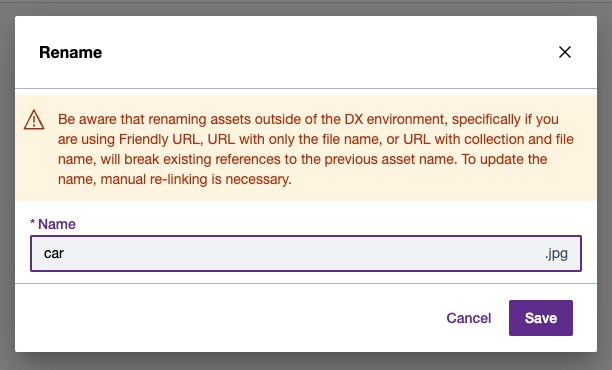 Rename
Be aware that renaming assets outside of the DX environment, specifically if you
are using Friendly URL, URL with only the file name, or URL with collection and file
name, will break existing references to the previous asset name. To update the
name, manual re-linking is necessary.
* Name
car .jpg
Cancel Save